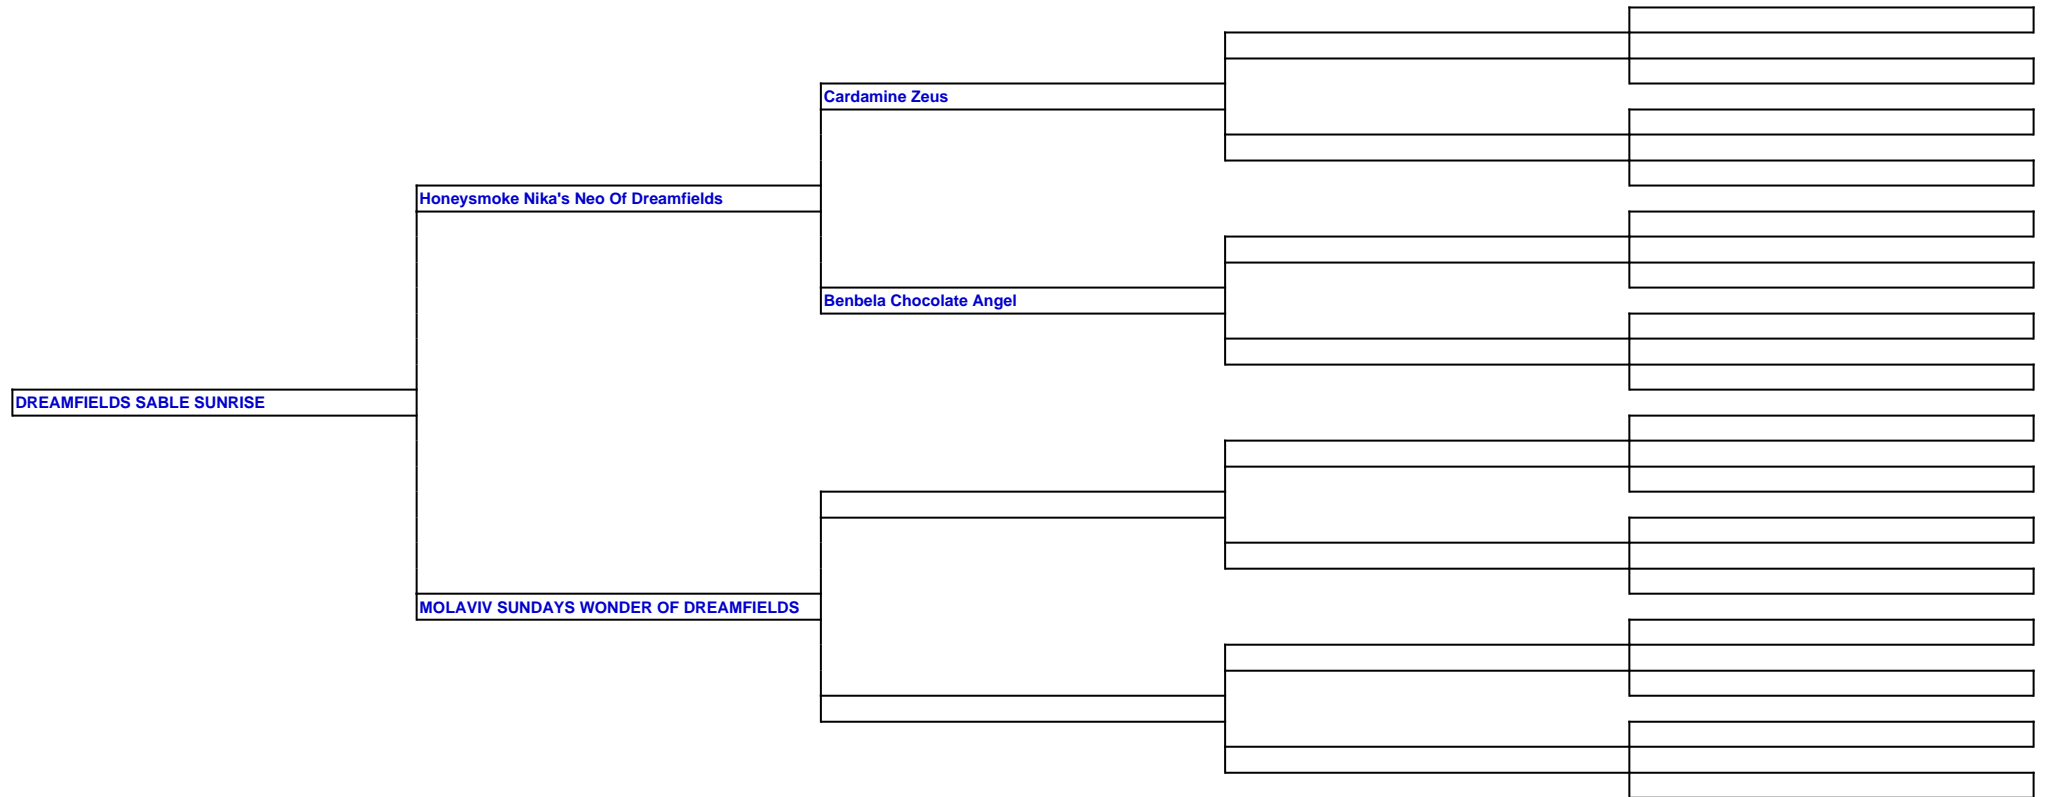 Cardamine Zeus
Honeysmoke Nika's Neo Of Dreamfields
Benbela Chocolate Angel
DREAMFIELDS SABLE SUNRISE
MOLAVIV SUNDAYS WONDER OF DREAMFIELDS